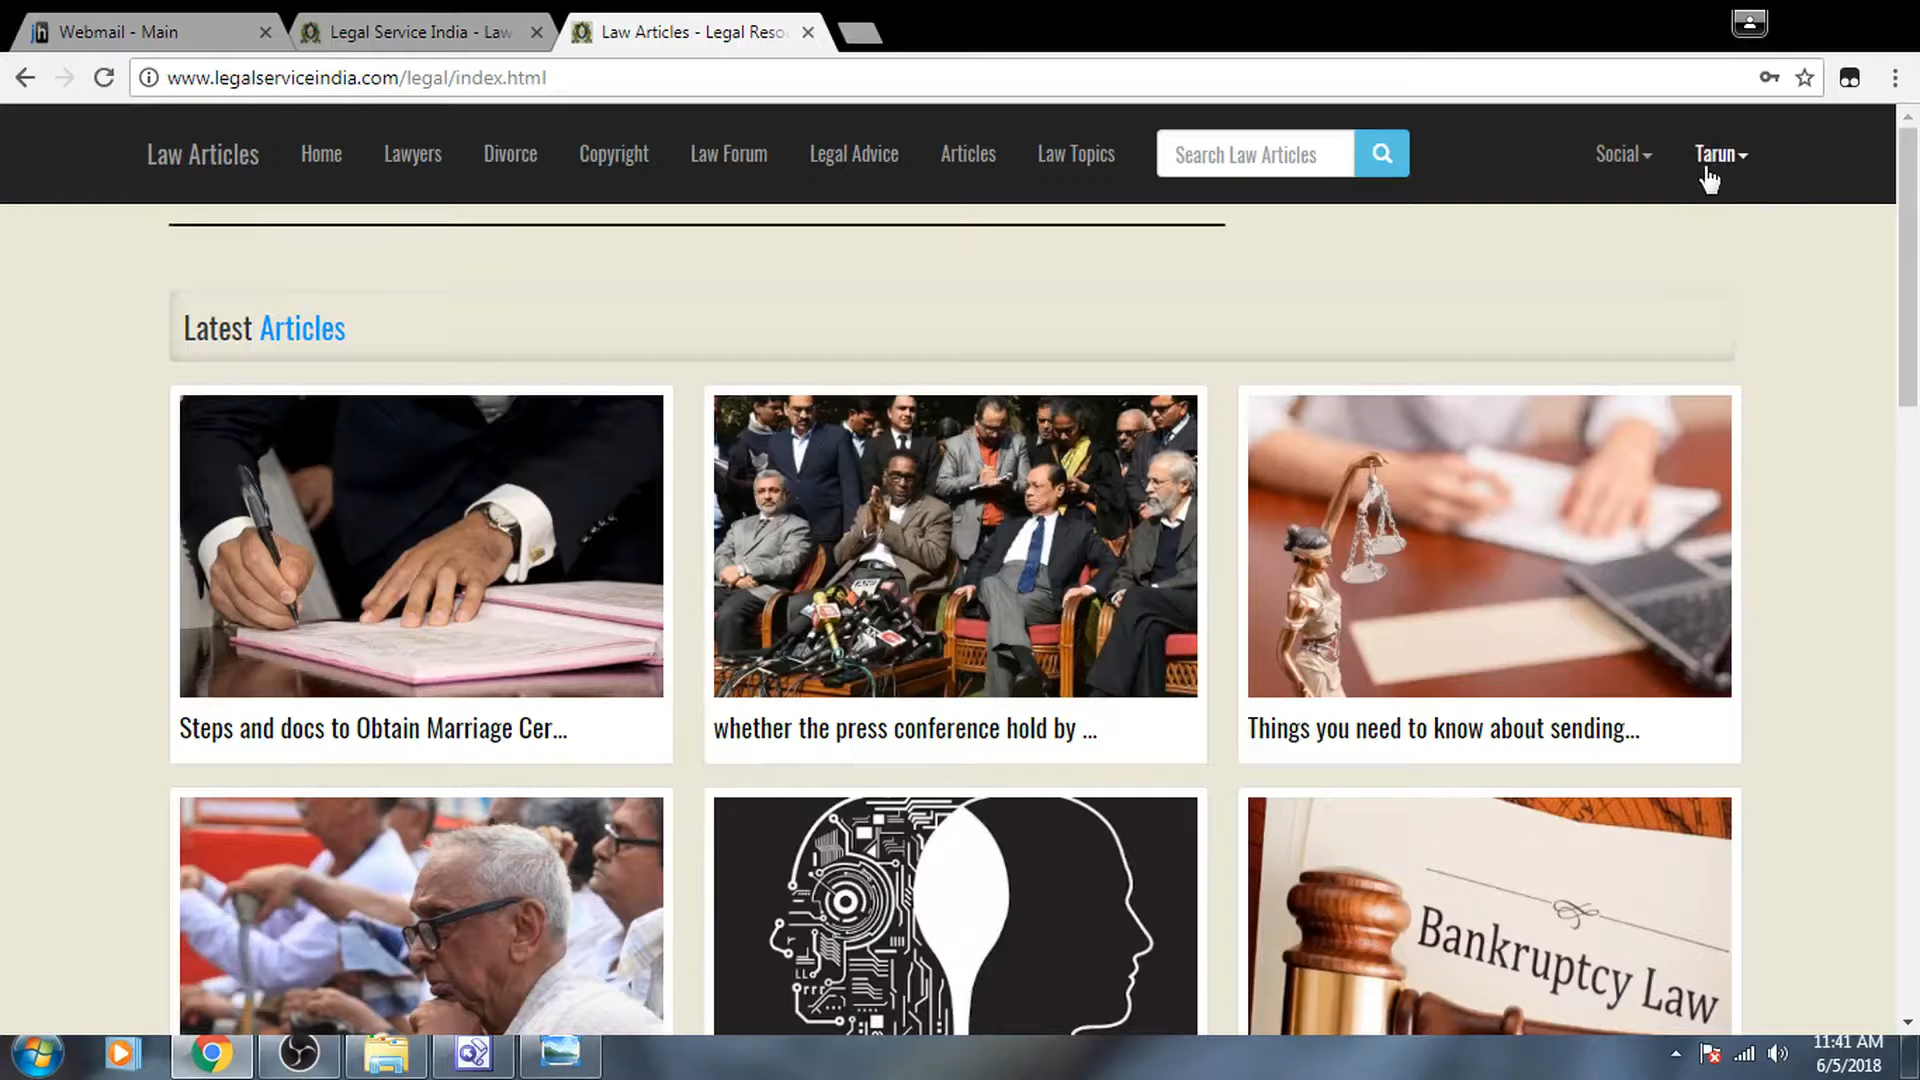 Webmail - Main
Legal Service India - Law
Law Articles - Legal Reso
www.legalserviceindia.com/legal/index.html
Law Articles
Home
Lawyers
Divorce
Copyright
Law Forum
Legal Advice
Articles
Law Topics
Search Law Articles
Social
Tarun
Latest Articles
Steps and docs to Obtain Marriage Cer...
whether the press conference hold by ...
Things you need to know about sending...
Bankruptcy Law
11:41 AM
6/5/2018